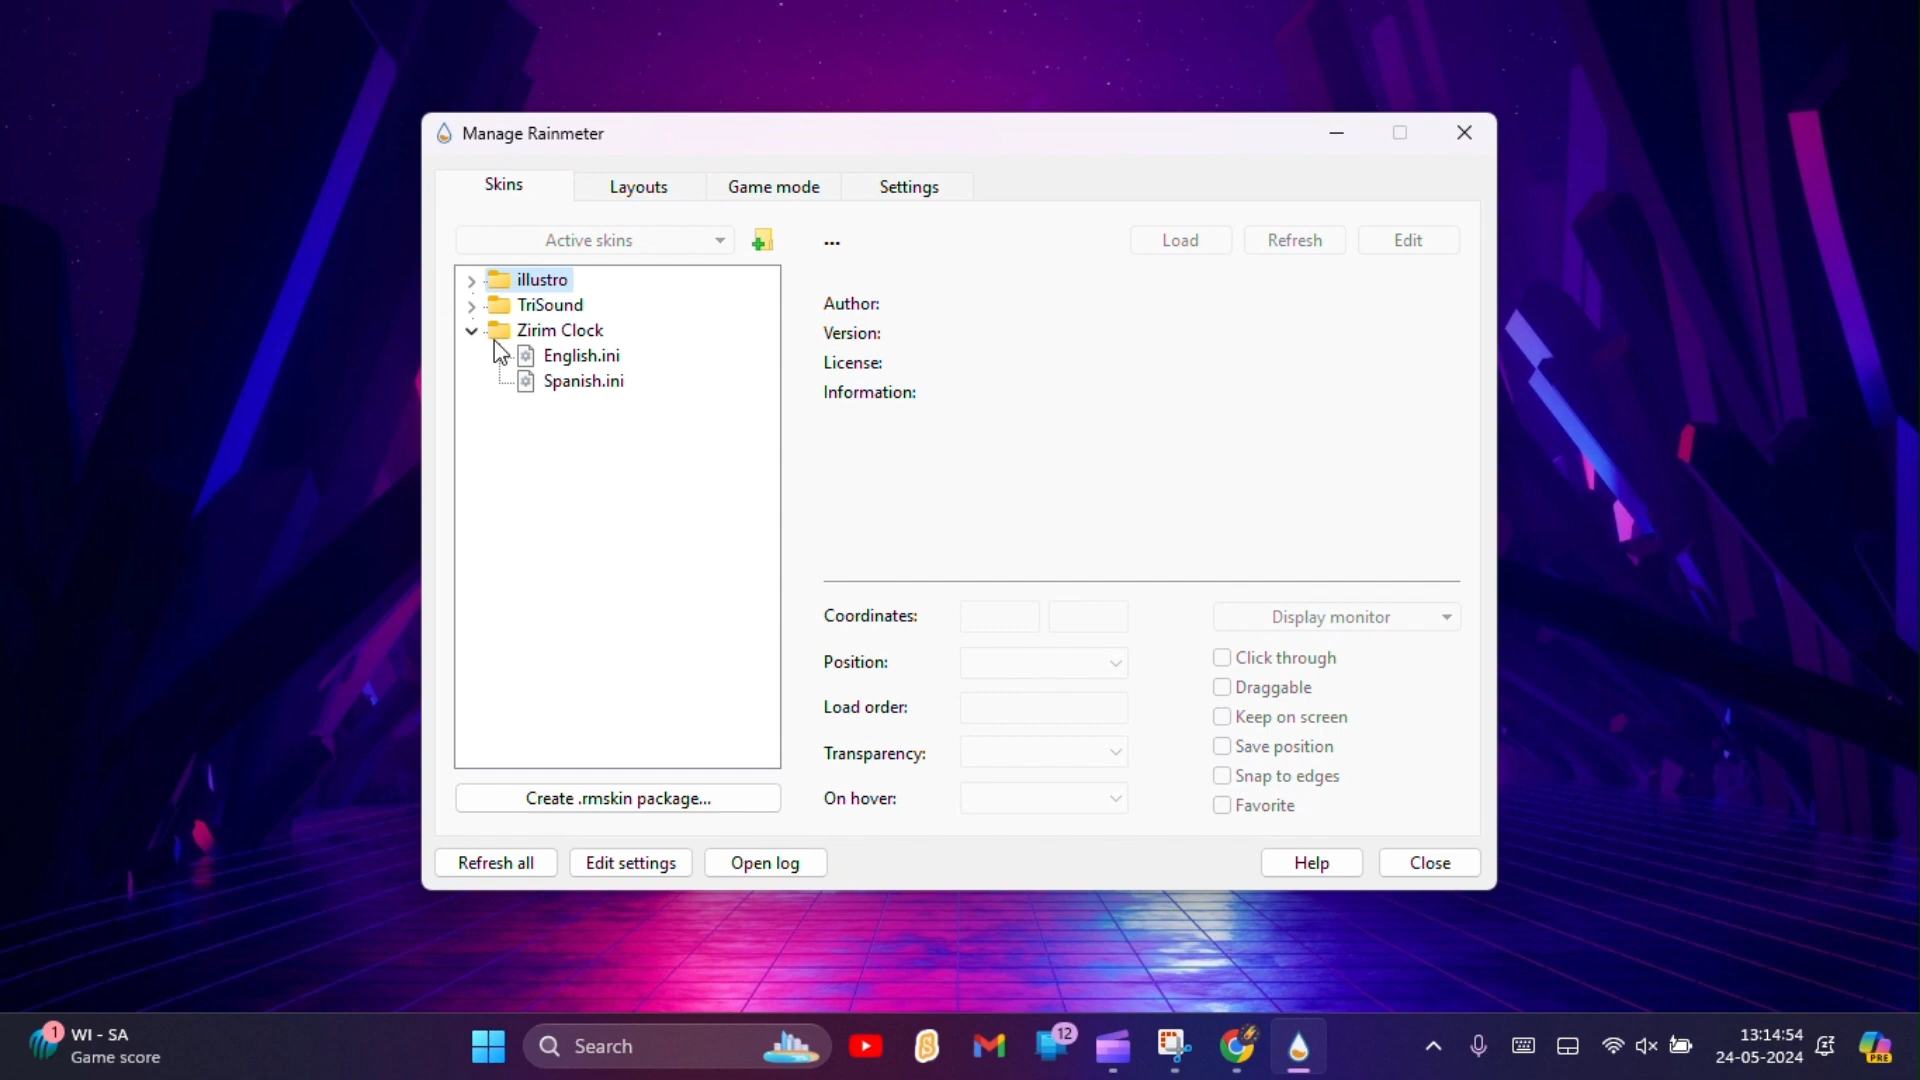 Manage Rainmeter
Skins
Layouts
Game mode
Settings
Active skins
...
Load
Refresh
Edit
illustro
TriSound
Zirim Clock
English.ini
Spanish.ini
Author:
Version:
License:
Information:
Coordinates:
Display monitor
Position:
Click through
Draggable
Load order:
Keep on screen
Transparency:
Save position
Snap to edges
On hover:
Favorite
Create .rmskin package...
Refresh all
Edit settings
Open log
Help
Close
1
WI - SA
Game score
Search
12
13:14:54
24-05-2024
PRE